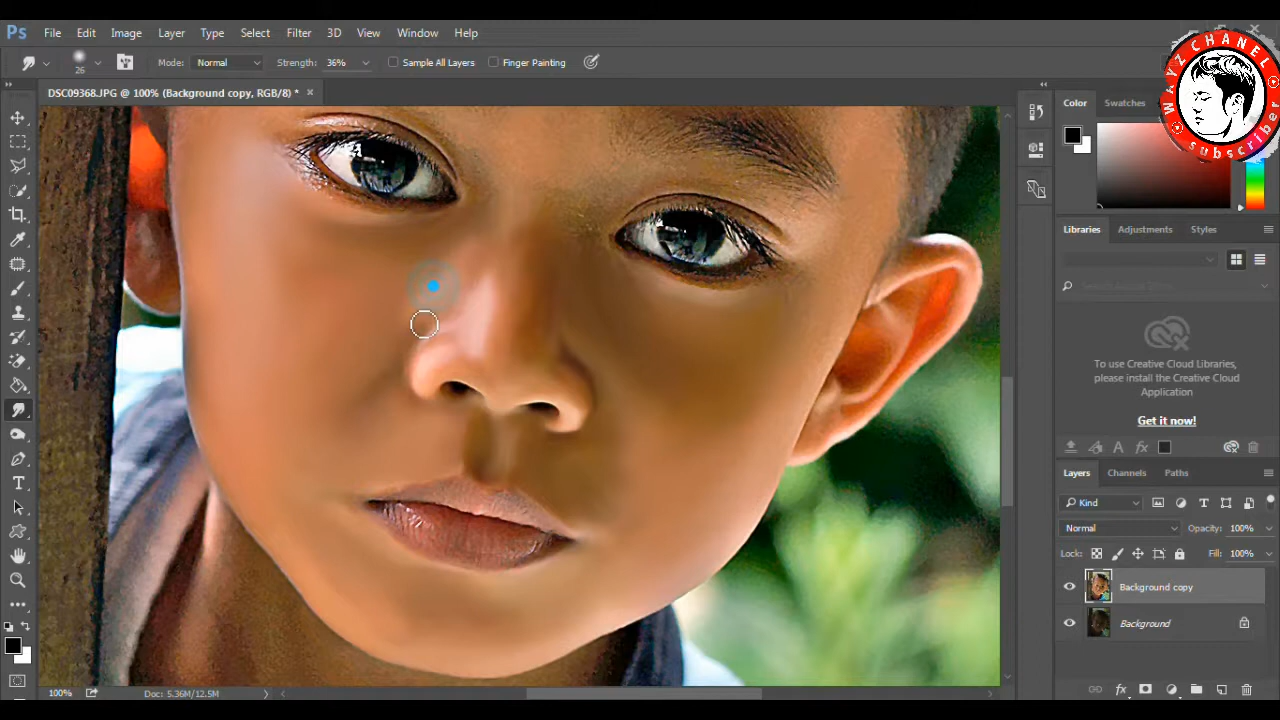 Ps File Edit Image Layer Type Select Filter 3D View Window Help
26 Mode: Normal Strength: 36% Sample All Layers Finger Painting
DSC09368.JPG @ 100% (Background copy, RGB/8) * ×
WAYZ CHANEL
subscriber
Color Swatches
Libraries Adjustments Styles
To use Creative Cloud Libraries,
please install the Creative Cloud
Application
Get it now!
Layers Channels Paths
Kind
Normal Opacity: 100%
Lock: Fill: 100%
Background copy
Background
100% Doc: 5.36M/12.5M